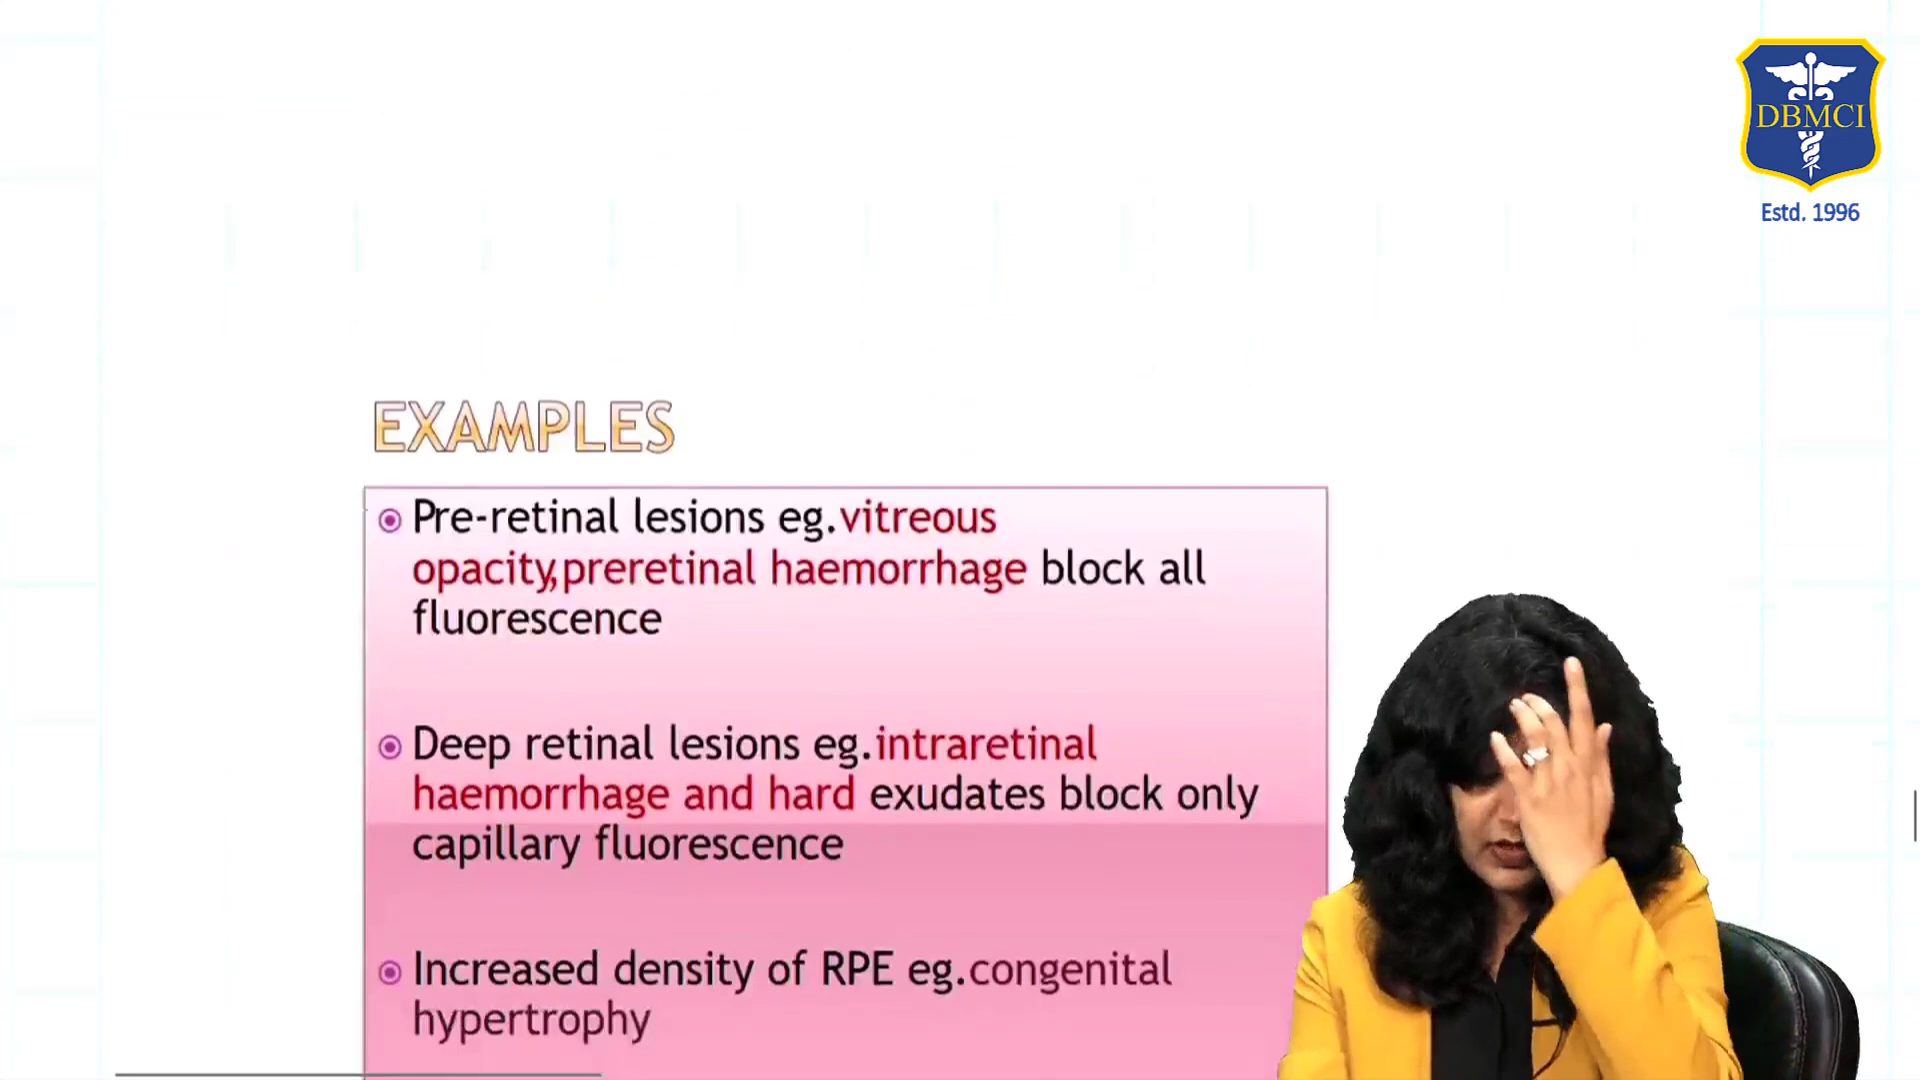 DBMCI
Estd. 1996
EXAMPLES
Pre-retinal lesions eg.vitreous
opacity,preretinal haemorrhage block all
fluorescence
Deep retinal lesions eg.intraretinal
haemorrhage and hard exudates block only
capillary fluorescence
Increased density of RPE eg.congenital
hypertrophy